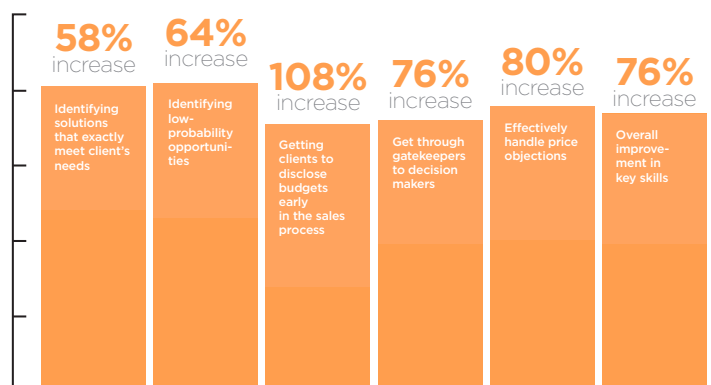 58%
increase
Identifying
solutions
that exactly
meet client's
needs
64%
increase
Identifying
low-
probability
opportuni-
ties
108%
increase
Getting
clients to
disclose
budgets
early
in the sales
process
76%
increase
Get through
gatekeepers
to decision
makers
80%
increase
Effectively
handle price
objections
76%
increase
Overall
improve-
ment in
key skills